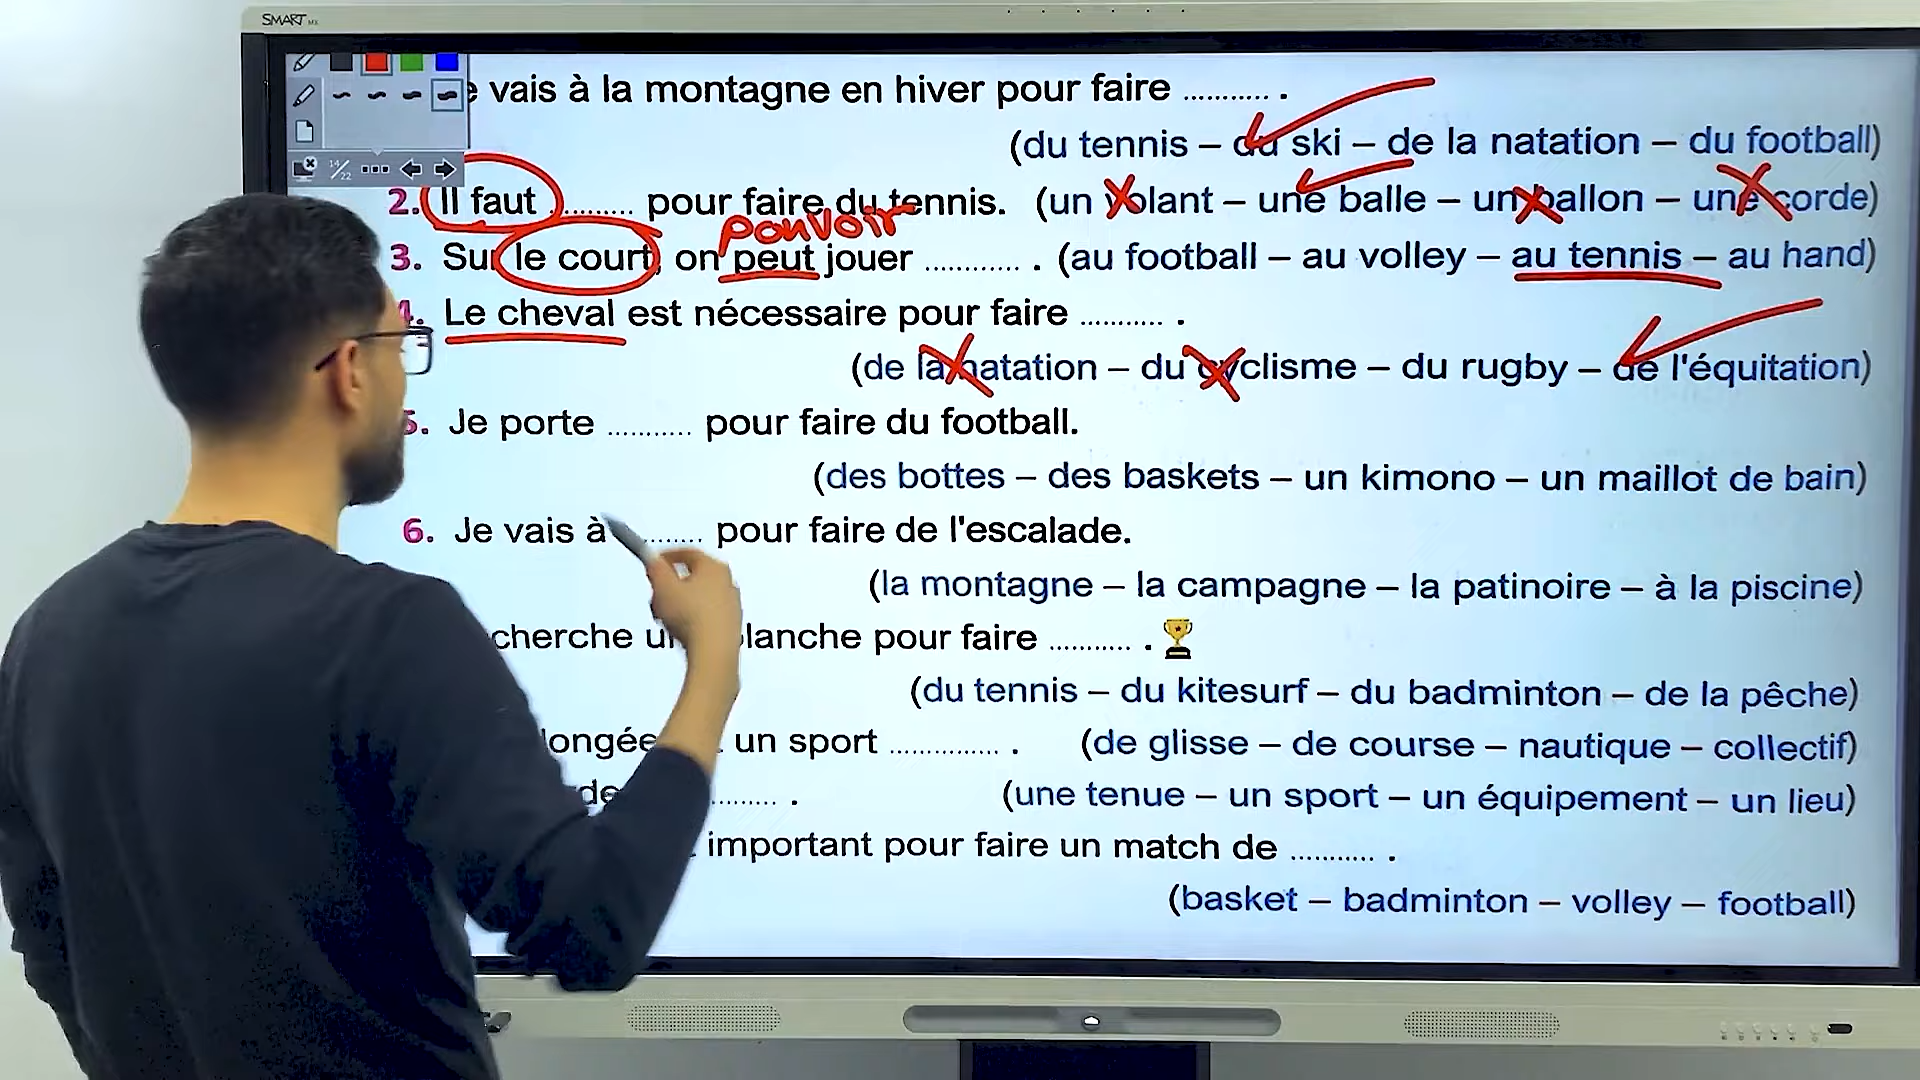 SMART MX
14/22
vais à la montagne en hiver pour faire ........... .
(du tennis – du ski – de la natation – du football)
2. Il faut .......... pour faire du tennis. (un volant – une balle – un ballon – une corde)
pouvoir
3. Sur le court, on peut jouer ............ . (au football – au volley – au tennis – au hand)
4. Le cheval est nécessaire pour faire ........... .
(de la natation – du cyclisme – du rugby – de l'équitation)
5. Je porte ........... pour faire du football.
(des bottes – des baskets – un kimono – un maillot de bain)
6. Je vais à ........ pour faire de l'escalade.
(la montagne – la campagne – la patinoire – à la piscine)
cherche planche pour faire ........... .
(du tennis – du kitesurf – du badminton – de la pêche)
un sport .............. . (de glisse – de course – nautique – collectif)
......... . (une tenue – un sport – un équipement – un lieu)
important pour faire un match de ........... .
(basket – badminton – volley – football)